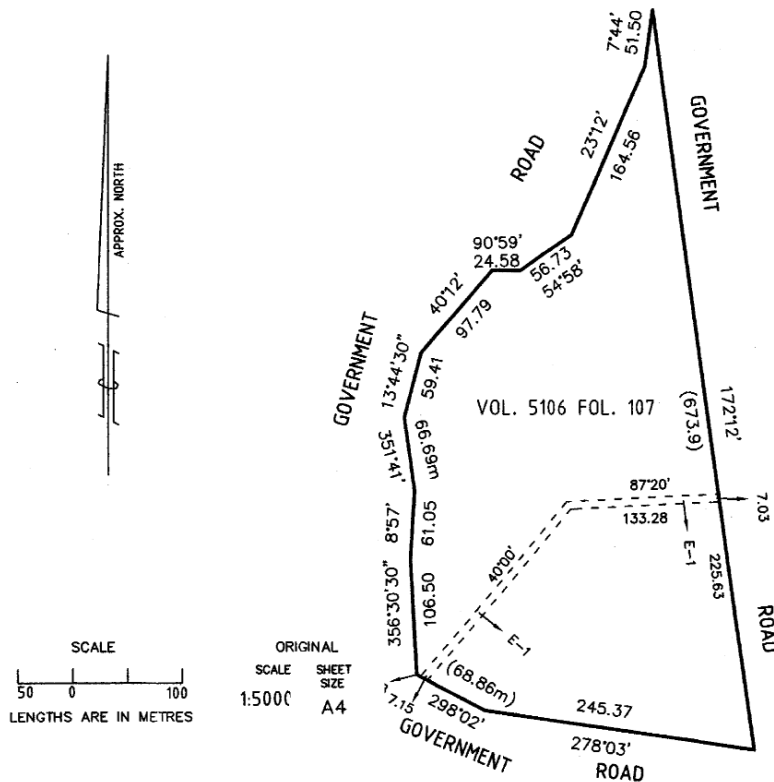 7°44'
51.50
GOVERNMENT
ROAD
23°12'
164.56
APPROX. NORTH
90°59'
24.58
56.73
54°58'
40°12'
97.79
GOVERNMENT
13°44'30"
59.41
VOL. 5106 FOL. 107
172°12'
(673.9)
351°41'
66.69m
87°20'
133.28
7.03
E-1
8°57'
61.05
40°00'
225.63
356°30'30"
106.50
E-1
ROAD
SCALE
50 0 100
LENGTHS ARE IN METRES
ORIGINAL
SCALE SHEET SIZE
1:5000 A4
7.15
(68.86m)
298°02'
245.37
278°03'
GOVERNMENT
ROAD